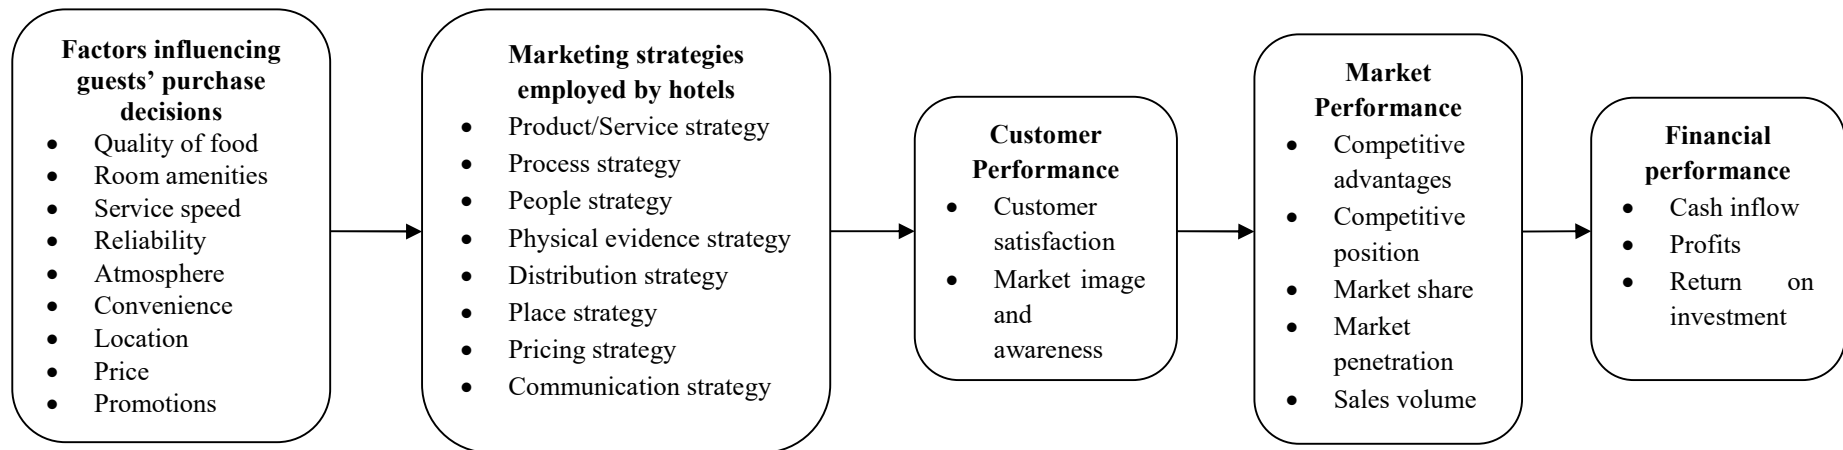 Factors influencing
guests’ purchase
decisions
• Quality of food
• Room amenities
• Service speed
• Reliability
• Atmosphere
• Convenience
• Location
• Price
• Promotions
Marketing strategies
employed by hotels
• Product/Service strategy
• Process strategy
• People strategy
• Physical evidence strategy
• Distribution strategy
• Place strategy
• Pricing strategy
• Communication strategy
Customer
Performance
• Customer
satisfaction
• Market image
and
awareness
Market
Performance
• Competitive
advantages
• Competitive
position
• Market share
• Market
penetration
• Sales volume
Financial
performance
• Cash inflow
• Profits
• Return on
investment